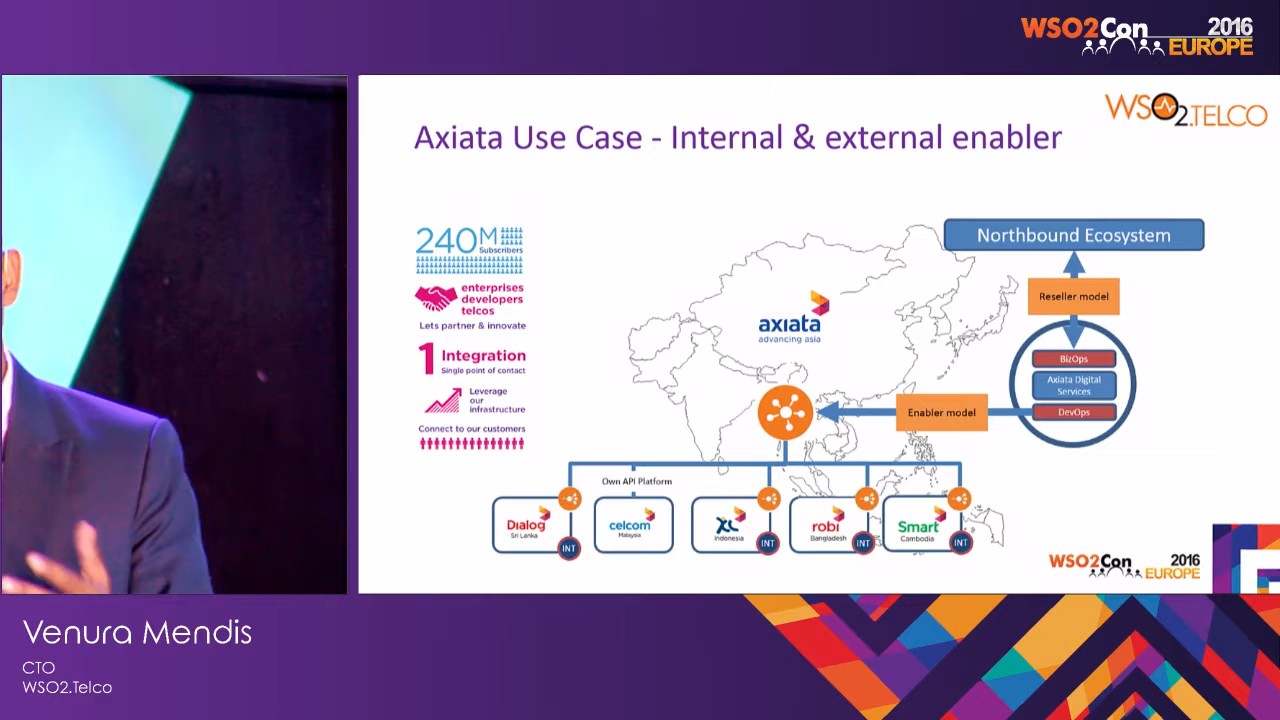 WSO2Con 2016
EUROPE
WSO2.TELCO
Axiata Use Case - Internal & external enabler
240M
Subscribers
enterprises
developers
telcos
Lets partner & innovate
1 Integration
Single point of contact
Leverage
our
infrastructure
Connect to our customers
axiata
advancing asia
Northbound Ecosystem
Reseller model
BizOps
Axiata Digital
Services
DevOps
Enabler model
Own API Platform
Dialog
Sri Lanka
INT
celcom
Malaysia
XL
Indonesia
INT
robi
Bangladesh
INT
Smart
Cambodia
INT
WSO2Con 2016
EUROPE
Venura Mendis
CTO
WSO2.Telco